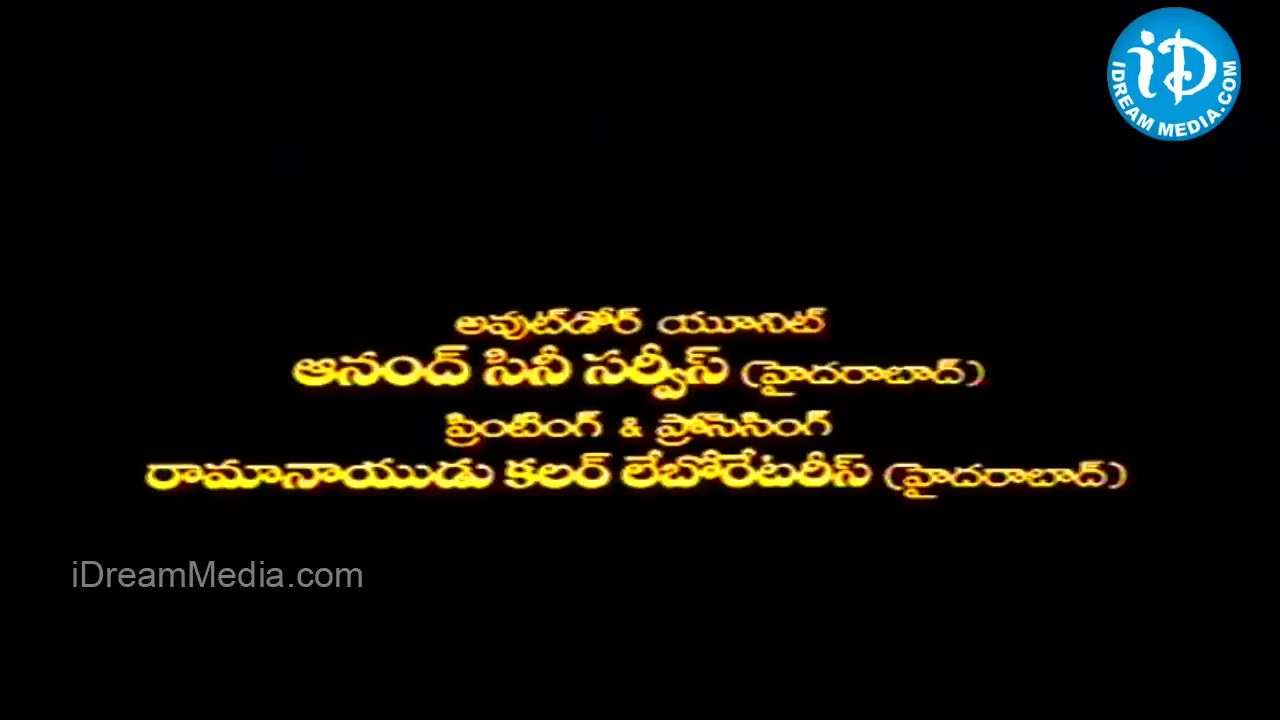 iD
IDREAM MEDIA.COM
అవుట్‌డోర్ యూనిట్
ఆనంద్ సినీ సర్వీస్ (హైదరాబాద్)
ప్రింటింగ్ & ప్రోసెసింగ్
రామానాయుడు కలర్ లేబోరేటరీస్ (హైదరాబాద్)
iDreamMedia.com